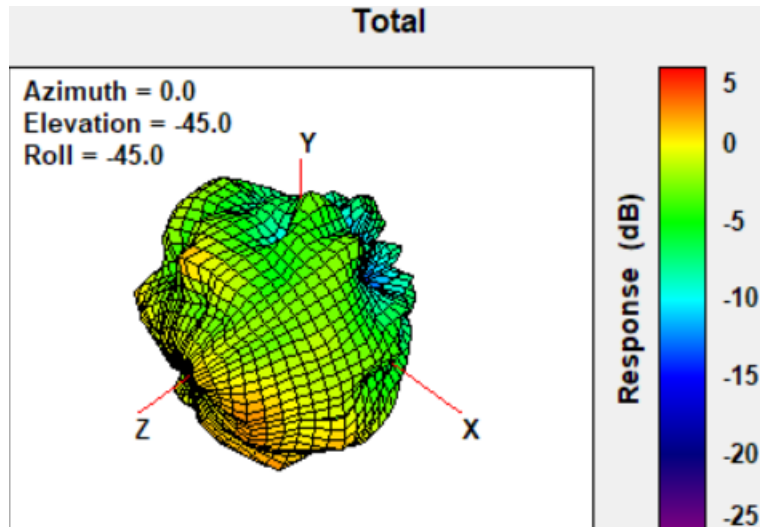 Total
Azimuth = 0.0
Elevation = -45.0
Roll = -45.0
Y
Z
X
Response (dB)
5
0
-5
-10
-15
-20
-25